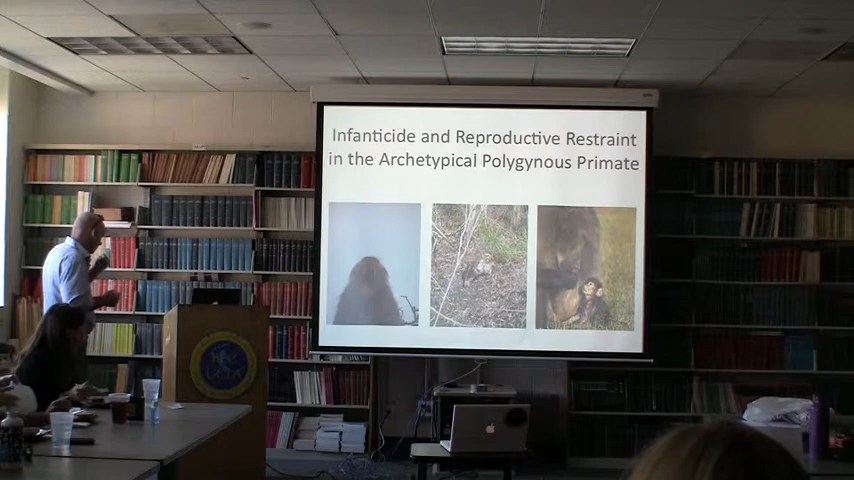 Infanticide and Reproductive Restraint
in the Archetypical Polygynous Primate